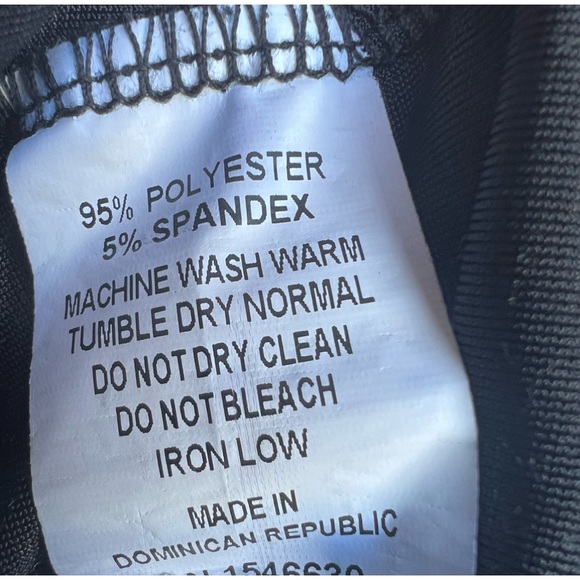 95% POLYESTER
5% SPANDEX
MACHINE WASH WARM
TUMBLE DRY NORMAL
DO NOT DRY CLEAN
DO NOT BLEACH
IRON LOW
MADE IN
DOMINICAN REPUBLIC
1546630